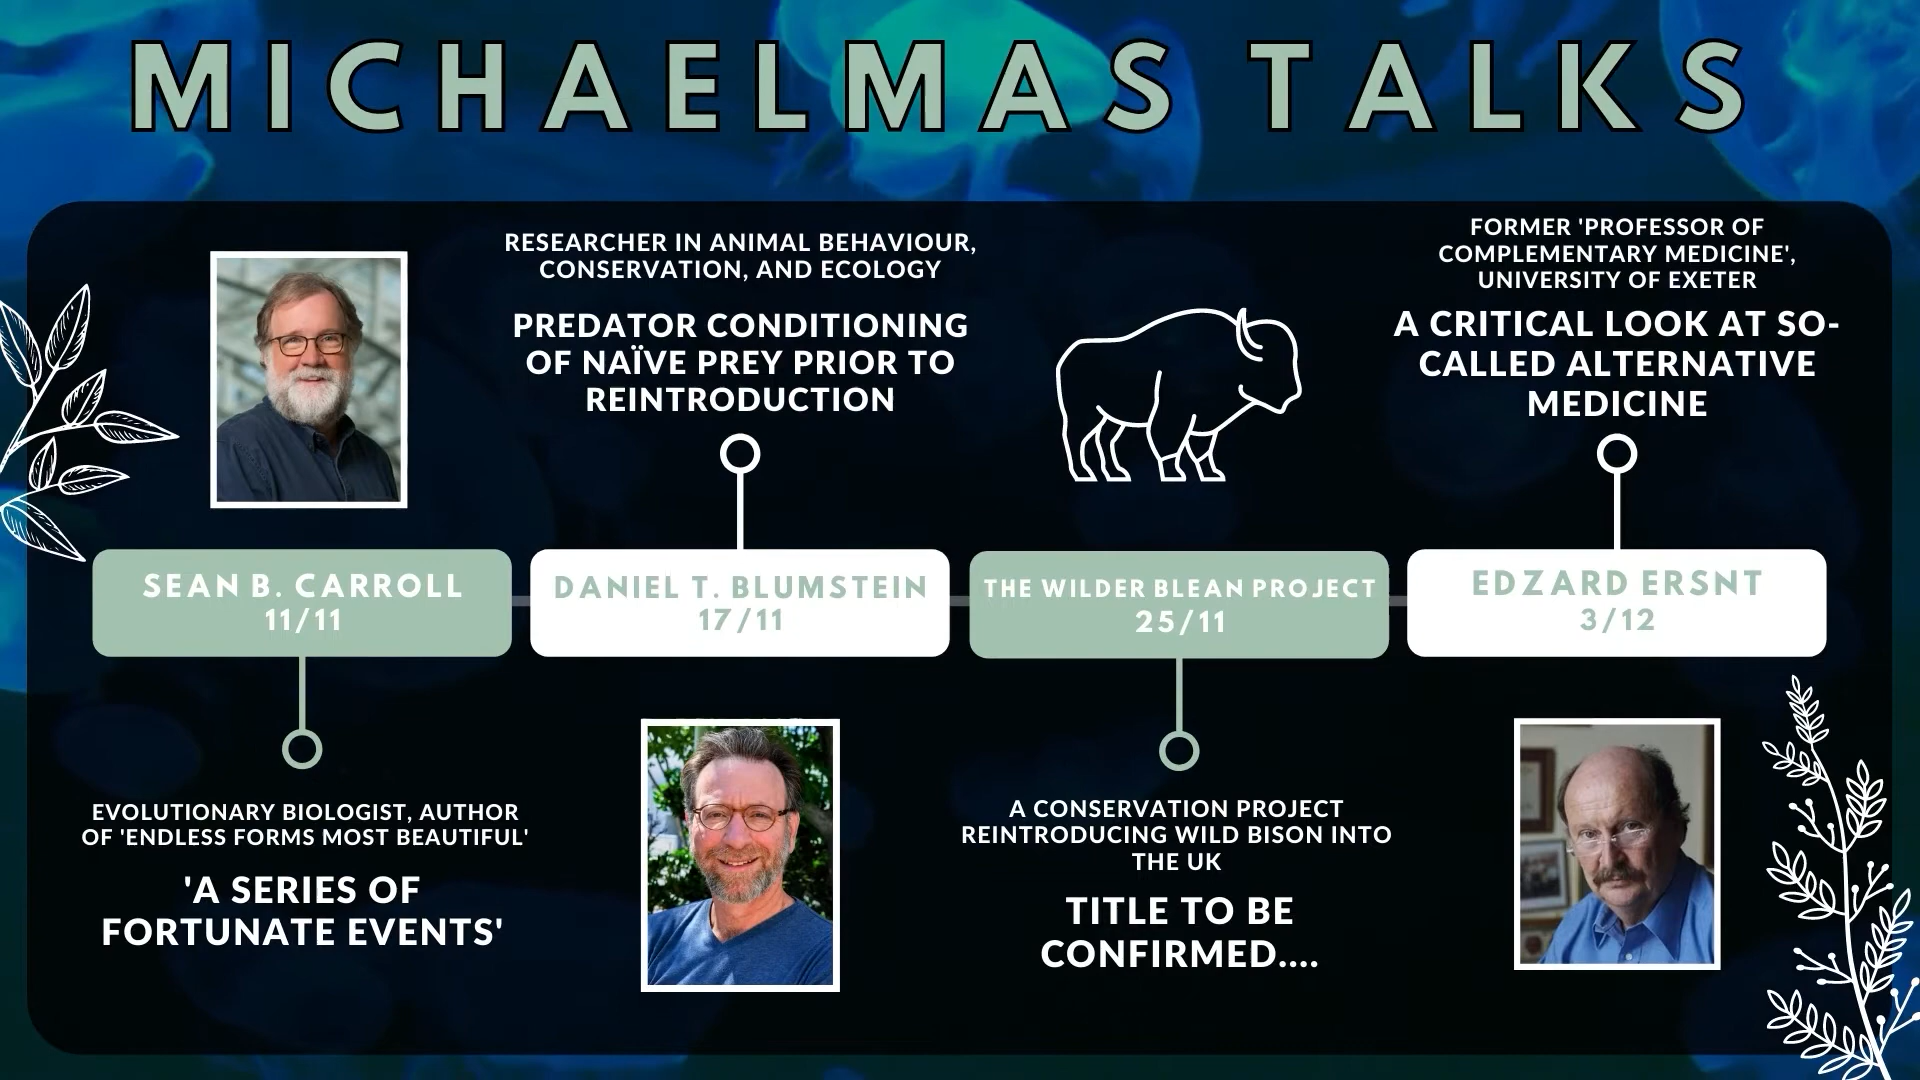 MICHAELMAS TALKS
RESEARCHER IN ANIMAL BEHAVIOUR,
CONSERVATION, AND ECOLOGY
PREDATOR CONDITIONING
OF NAÏVE PREY PRIOR TO
REINTRODUCTION
FORMER 'PROFESSOR OF
COMPLEMENTARY MEDICINE',
UNIVERSITY OF EXETER
A CRITICAL LOOK AT SO-
CALLED ALTERNATIVE
MEDICINE
SEAN B. CARROLL
11/11
DANIEL T. BLUMSTEIN
17/11
THE WILDER BLEAN PROJECT
25/11
EDZARD ERSNT
3/12
EVOLUTIONARY BIOLOGIST, AUTHOR
OF 'ENDLESS FORMS MOST BEAUTIFUL'
'A SERIES OF
FORTUNATE EVENTS'
A CONSERVATION PROJECT
REINTRODUCING WILD BISON INTO
THE UK
TITLE TO BE
CONFIRMED....